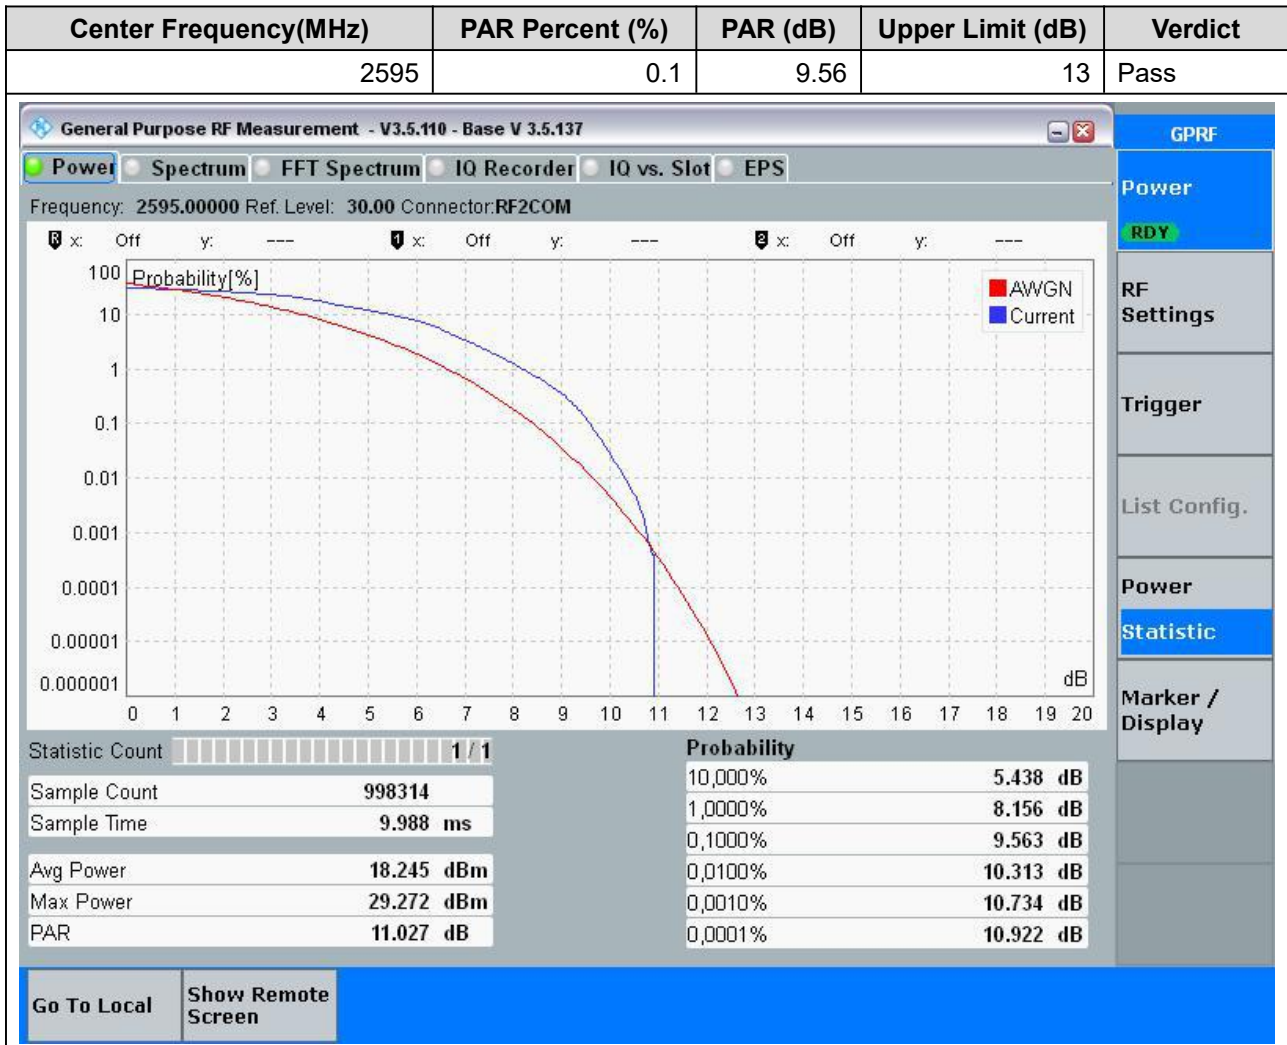 Center Frequency(MHz) PAR Percent (%) PAR (dB) Upper Limit (dB) Verdict
2595 0.1 9.56 13 Pass
General Purpose RF Measurement - V3.5.110 - Base V 3.5.137
GPRF
Power Spectrum FFT Spectrum IQ Recorder IQ vs. Slot EPS
Power
RDY
Frequency: 2595.00000 Ref. Level: 30.00 Connector:RF2COM
R x: Off y: --- 1 x: Off y: --- 2 x: Off y: ---
Probability[%]
100
10
1
0.1
0.01
0.001
0.0001
0.00001
0.000001
AWGN
Current
dB
0 1 2 3 4 5 6 7 8 9 10 11 12 13 14 15 16 17 18 19 20
RF
Settings
Trigger
List Config.
Power
Statistic
Marker /
Display
Statistic Count 1 / 1
Sample Count 998314
Sample Time 9.988 ms
Avg Power 18.245 dBm
Max Power 29.272 dBm
PAR 11.027 dB
Probability
10,000% 5.438 dB
1,0000% 8.156 dB
0,1000% 9.563 dB
0,0100% 10.313 dB
0,0010% 10.734 dB
0,0001% 10.922 dB
Go To Local
Show Remote
Screen